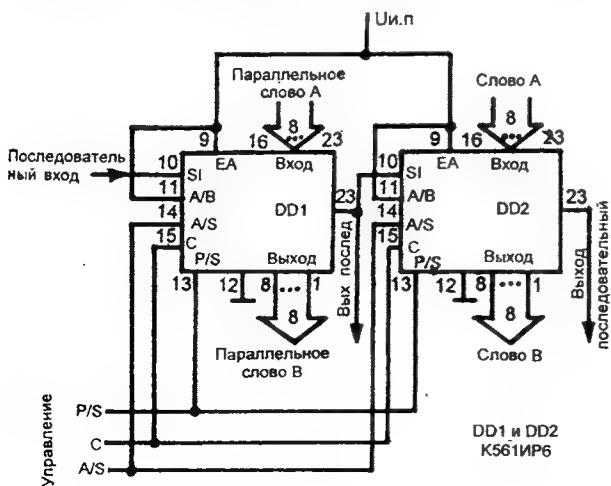 Uи.п
Параллельное
слово А
Слово А
8
8
9
16
23
9
16
23
Последователь
ный вход
10
EA
Вход
10
EA
Вход
SI
SI
11
A/B
11
A/B
23
23
14
A/S
DD1
14
A/S
DD2
15
C
15
C
P/S
Выход
P/S
Выход
13
12
8
1
13
12
8
1
8
8
Вых послед
Выход
последовательный
Параллельное
слово В
Слово В
Управление
P/S
C
A/S
DD1 и DD2
К561ИР6